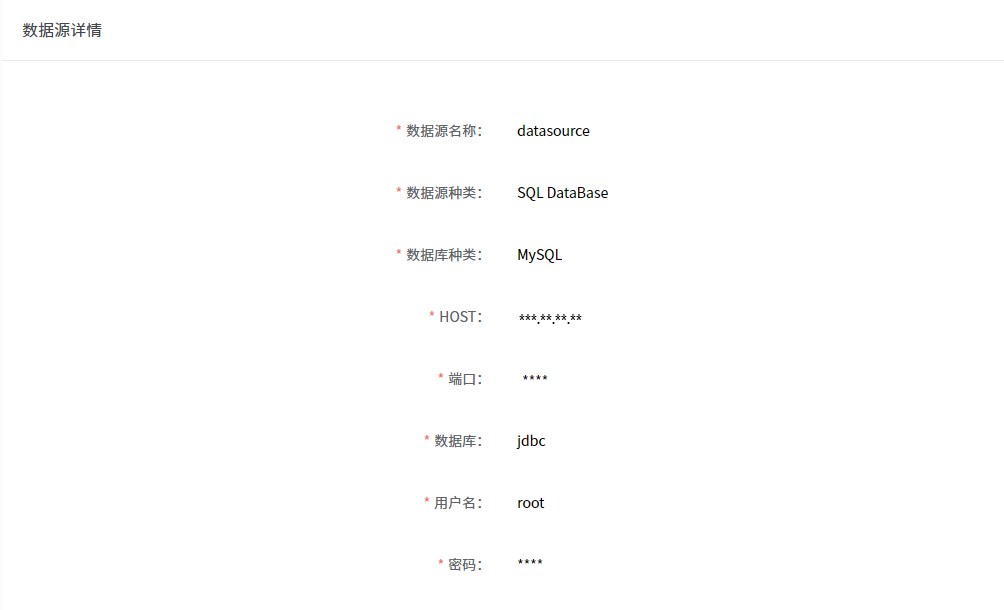 数据源详情
* 数据源名称： datasource
* 数据源种类： SQL DataBase
* 数据库种类： MySQL
* HOST： ***.**.**.**
* 端口： ****
* 数据库： jdbc
* 用户名： root
* 密码： ****